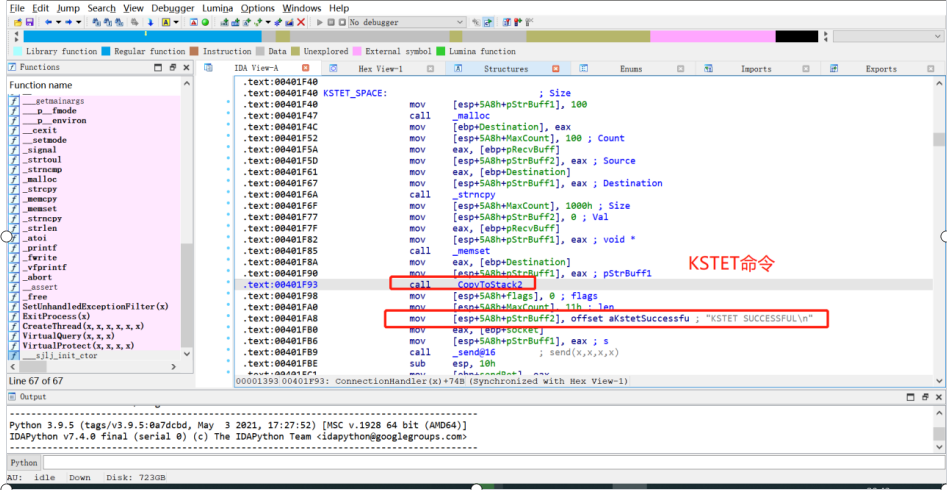 File Edit Jump Search View Debugger Lumina Options Windows Help
No debugger
Library function Regular function Instruction Data Unexplored External symbol Lumina function
Functions
IDA View-A Hex View-1 Structures Enums Imports Exports
Function name
___getmainargs
___p__fmode
___p__environ
__cexit
__setmode
_signal
_strtoul
_strncmp
_malloc
_strcpy
_memcpy
_memset
_strncpy
_strlen
_atoi
_printf
_fwrite
_vfprintf
_abort
__assert
_free
SetUnhandledExceptionFilter(x)
ExitProcess(x)
CreateThread(x,x,x,x,x,x)
VirtualQuery(x,x,x)
VirtualProtect(x,x,x,x)
___sjlj_init_ctor
Line 67 of 67
.text:00401F40
.text:00401F40 KSTET_SPACE: ; Size
.text:00401F40 mov [esp+5A8h+pStrBuff1], 100
.text:00401F47 call _malloc
.text:00401F4C mov [ebp+Destination], eax
.text:00401F52 mov [esp+5A8h+MaxCount], 100 ; Count
.text:00401F5A mov eax, [ebp+pRecvBuff]
.text:00401F5D mov [esp+5A8h+pStrBuff2], eax ; Source
.text:00401F61 mov eax, [ebp+Destination]
.text:00401F67 mov [esp+5A8h+pStrBuff1], eax ; Destination
.text:00401F6A call _strncpy
.text:00401F6F mov [esp+5A8h+MaxCount], 1000h ; Size
.text:00401F77 mov [esp+5A8h+pStrBuff2], 0 ; Val
.text:00401F7F mov eax, [ebp+pRecvBuff]
.text:00401F82 mov [esp+5A8h+pStrBuff1], eax ; void *
.text:00401F85 call _memset
.text:00401F8A mov eax, [ebp+Destination]
.text:00401F90 mov [esp+5A8h+pStrBuff1], eax ; pStrBuff1
KSTET命令
.text:00401F93 call _CopyToStack2
.text:00401F98 mov [esp+5A8h+flags], 0 ; flags
.text:00401FA0 mov [esp+5A8h+MaxCount], 11h ; len
.text:00401FA8 mov [esp+5A8h+pStrBuff2], offset aKstetSuccessfu ; "KSTET SUCCESSFUL\n"
.text:00401FB0 mov eax, [ebp+socket]
.text:00401FB6 mov [esp+5A8h+pStrBuff1], eax ; s
.text:00401FB9 call _send@16 ; send(x,x,x,x)
.text:00401FBE sub esp, 10h
00001393 00401F93: ConnectionHandler(x)+74B (Synchronized with Hex View-1)
Output
Python 3.9.5 (tags/v3.9.5:0a7dcbd, May 3 2021, 17:27:52) [MSC v.1928 64 bit (AMD64)]
IDAPython v7.4.0 final (serial 0) (c) The IDAPython Team <idapython@googlegroups.com>
Python
AU: idle Down Disk: 723GB